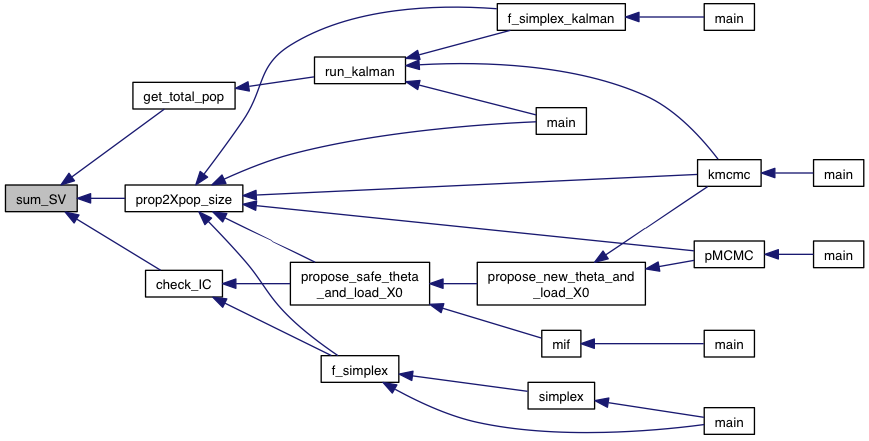 f_simplex_kalman
main
run_kalman
get_total_pop
main
kmcmc
main
sum_SV
prop2Xpop_size
pMCMC
main
check_IC
propose_safe_theta
_and_load_X0
propose_new_theta_and
_load_X0
mif
main
f_simplex
simplex
main